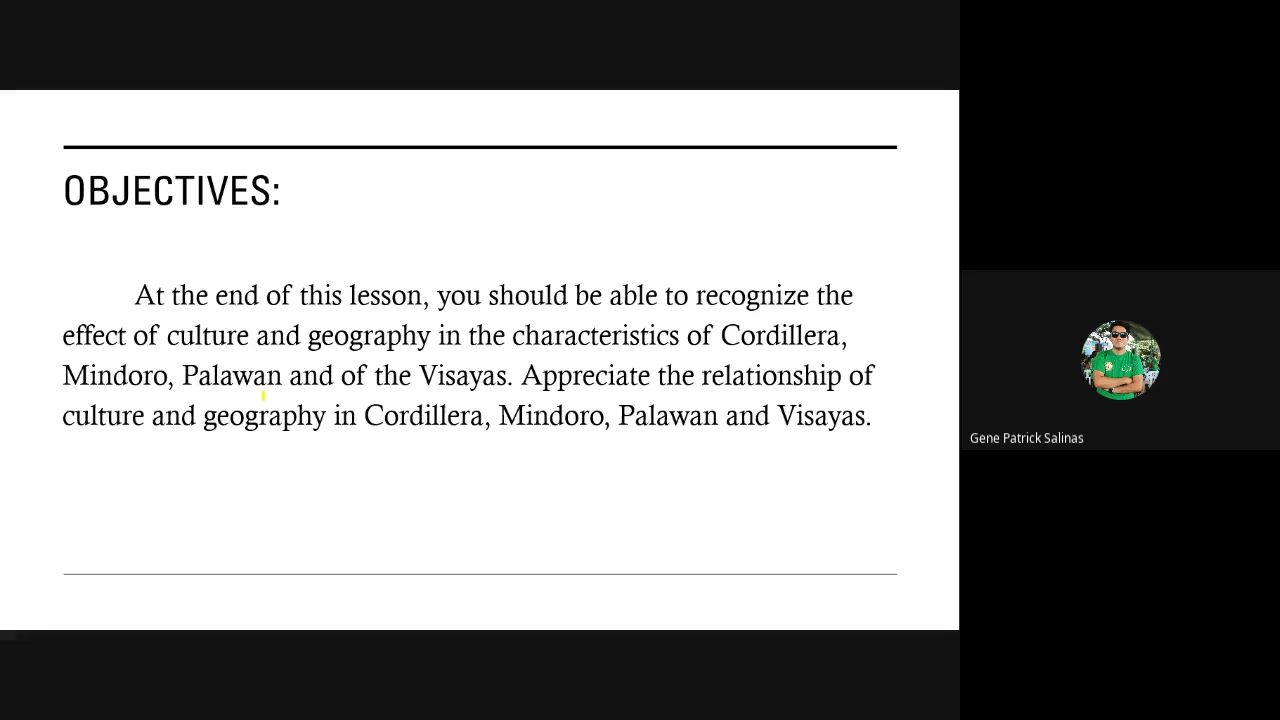 OBJECTIVES:
At the end of this lesson, you should be able to recognize the
effect of culture and geography in the characteristics of Cordillera,
Mindoro, Palawan and of the Visayas. Appreciate the relationship of
culture and geography in Cordillera, Mindoro, Palawan and Visayas.
Gene Patrick Salinas